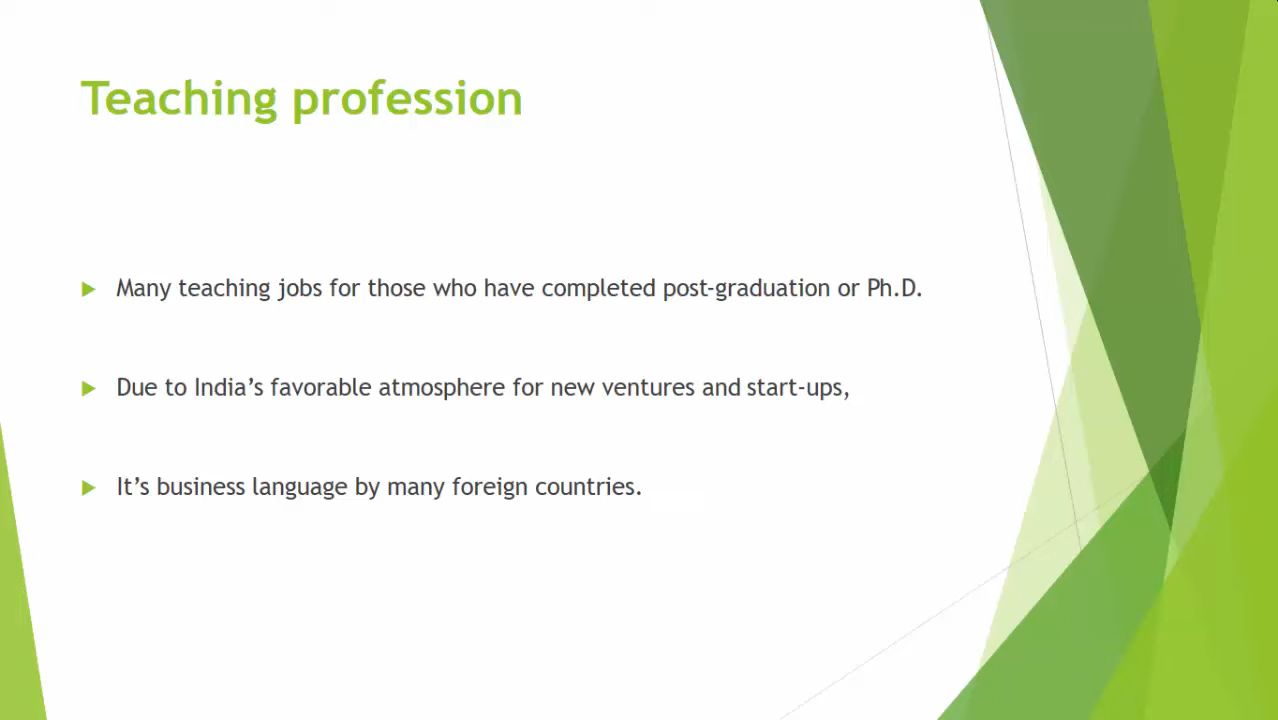 Teaching profession
Many teaching jobs for those who have completed post-graduation or Ph.D.
Due to India’s favorable atmosphere for new ventures and start-ups,
It’s business language by many foreign countries.